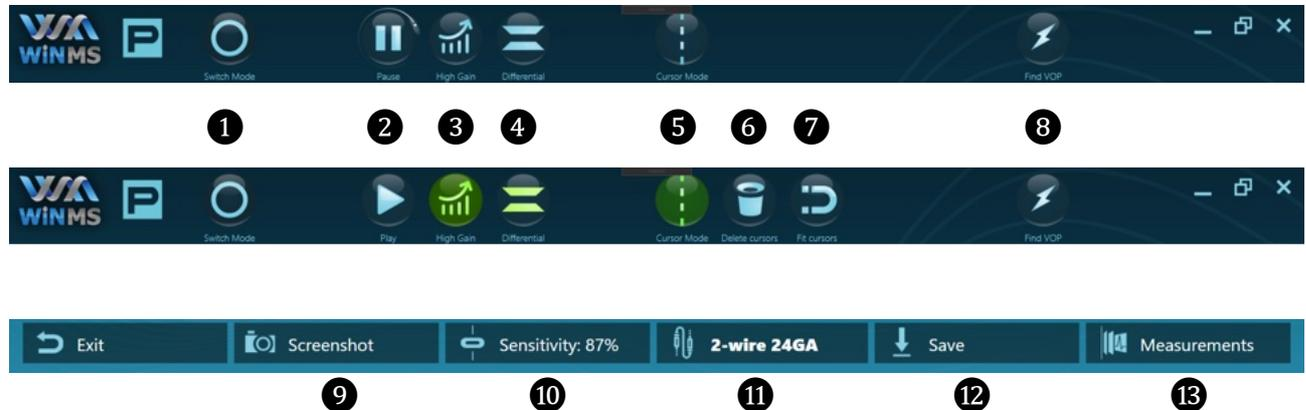 WiNMS P Switch Mode Pause High Gain Differential Cursor Mode Find VOP
1 2 3 4 5 6 7 8
WiNMS P Switch Mode Play High Gain Differential Cursor Mode Delete cursors Fit cursors Find VOP
Exit Screenshot Sensitivity: 87% 2-wire 24GA Save Measurements
9 10 11 12 13